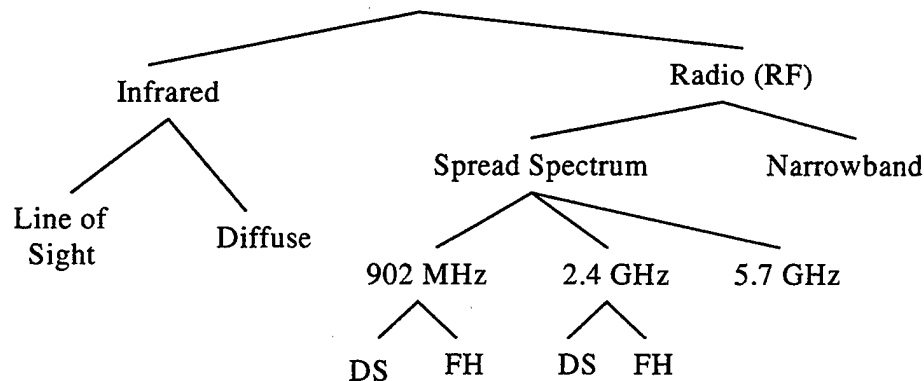 Radio (RF)
Infrared
Spread Spectrum
Narrowband
Line of
Sight
Diffuse
902 MHz
2.4 GHz
5.7 GHz
DS
FH
DS
FH